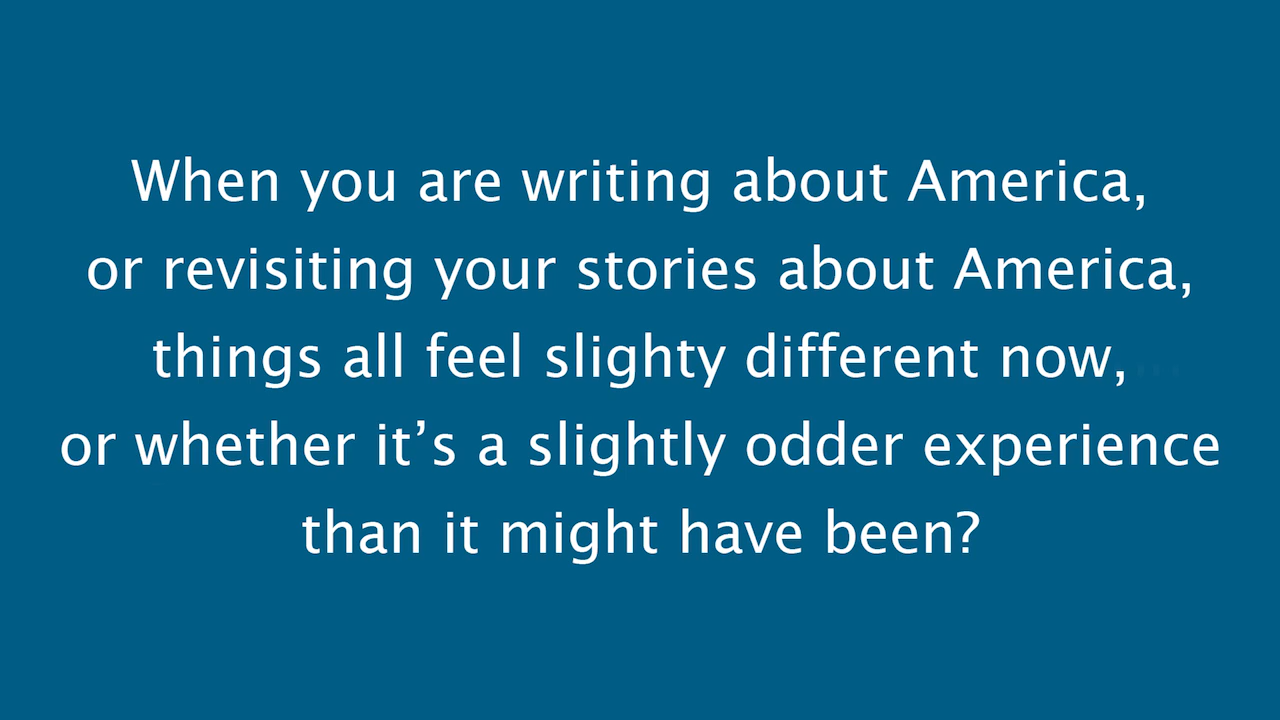 When you are writing about America,
or revisiting your stories about America,
things all feel slighty different now,
or whether it’s a slightly odder experience
than it might have been?